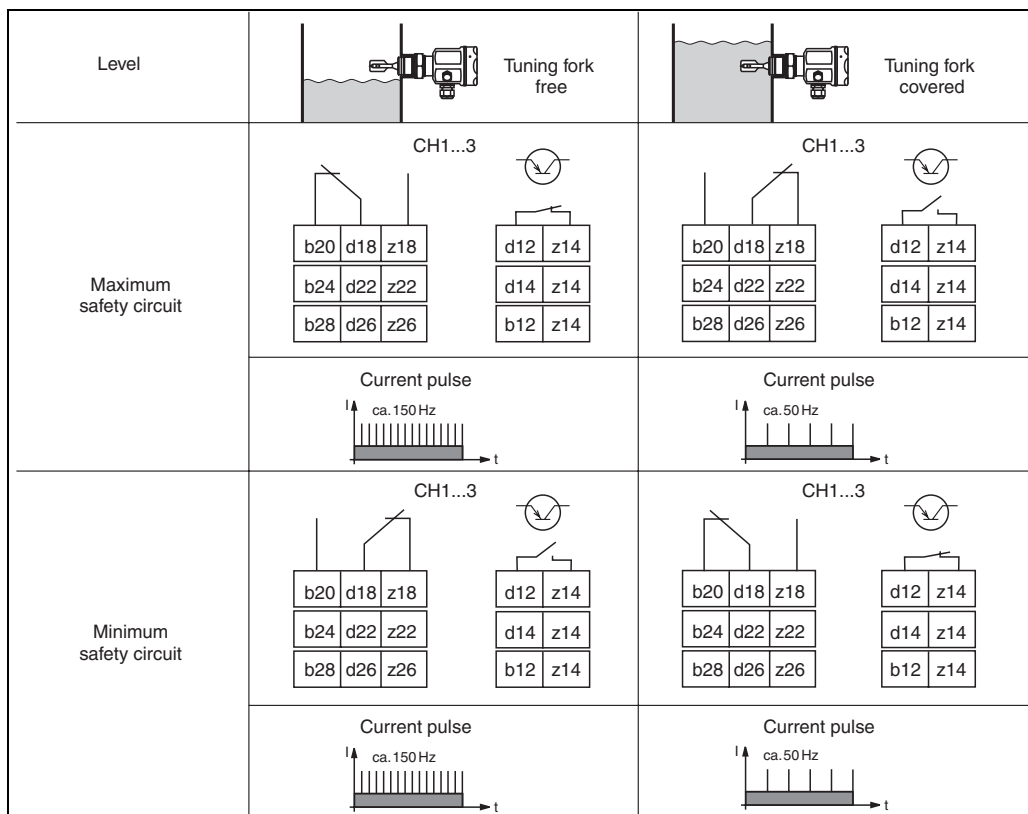 Level
Tuning fork
free
Tuning fork
covered
Maximum
safety circuit
CH1...3
b20 d18 z18
b24 d22 z22
b28 d26 z26
d12 z14
d14 z14
b12 z14
CH1...3
b20 d18 z18
b24 d22 z22
b28 d26 z26
d12 z14
d14 z14
b12 z14
Current pulse
I
ca.150 Hz
t
Current pulse
I
ca.50 Hz
t
Minimum
safety circuit
CH1...3
b20 d18 z18
b24 d22 z22
b28 d26 z26
d12 z14
d14 z14
b12 z14
CH1...3
b20 d18 z18
b24 d22 z22
b28 d26 z26
d12 z14
d14 z14
b12 z14
Current pulse
I
ca.150 Hz
t
Current pulse
I
ca.50 Hz
t